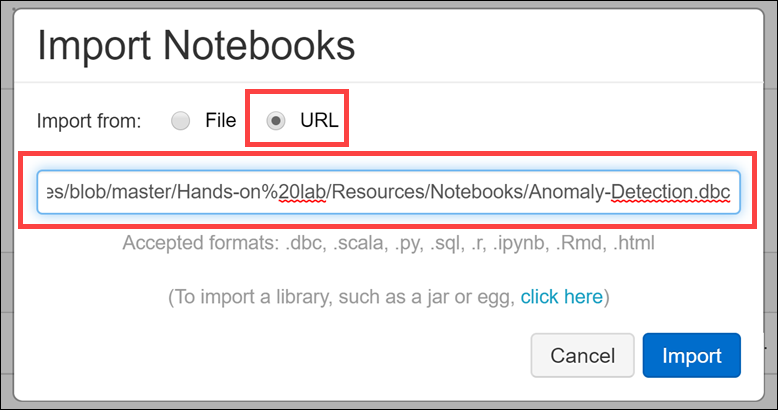 Import Notebooks
Import from: File URL
es/blob/master/Hands-on%20lab/Resources/Notebooks/Anomaly-Detection.dbc
Accepted formats: .dbc, .scala, .py, .sql, .r, .ipynb, .Rmd, .html
(To import a library, such as a jar or egg, click here)
Cancel Import